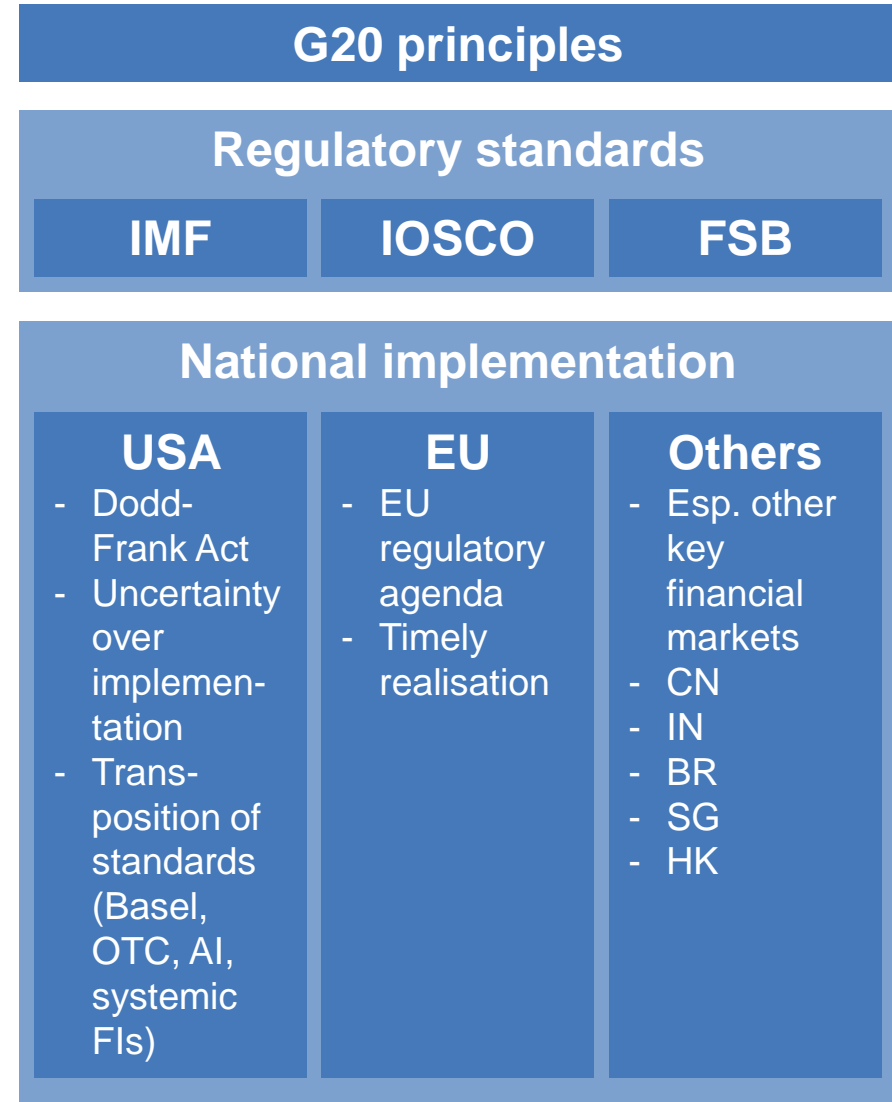 G20 principles
Regulatory standards
IMF
IOSCO
FSB
National implementation
USA
- Dodd-
Frank Act
- Uncertainty
over
implemen-
tation
- Trans-
position of
standards
(Basel,
OTC, AI,
systemic
FIs)
EU
- EU
regulatory
agenda
- Timely
realisation
Others
- Esp. other
key
financial
markets
- CN
- IN
- BR
- SG
- HK